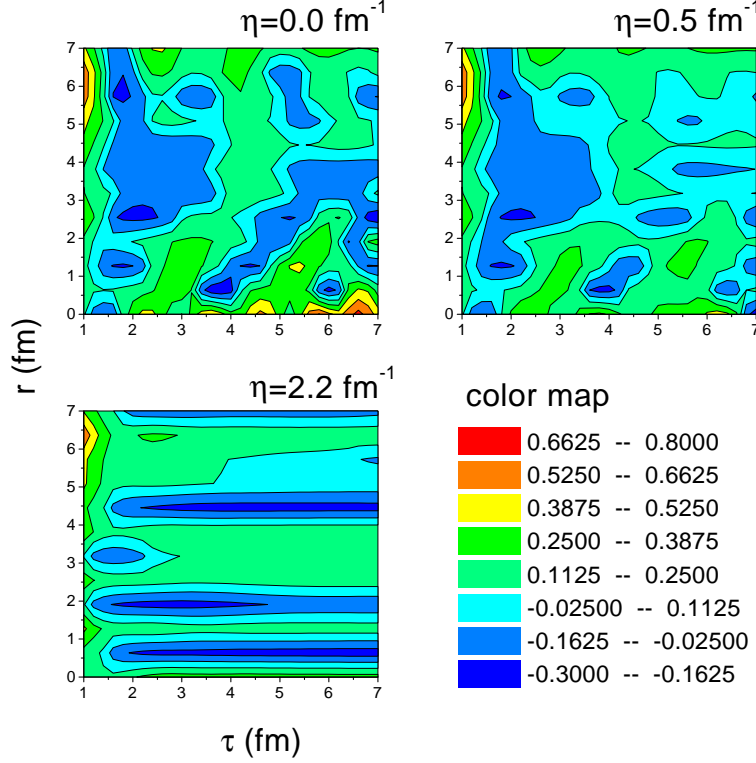 η=0.0 fm⁻¹
η=0.5 fm⁻¹
7
6
5
4
3
2
1
0
1 2 3 4 5 6 7
7
6
5
4
3
2
1
0
1 2 3 4 5 6 7
r (fm)
η=2.2 fm⁻¹
7
6
5
4
3
2
1
0
1 2 3 4 5 6 7
τ (fm)
color map
0.6625 -- 0.8000
0.5250 -- 0.6625
0.3875 -- 0.5250
0.2500 -- 0.3875
0.1125 -- 0.2500
-0.02500 -- 0.1125
-0.1625 -- -0.02500
-0.3000 -- -0.1625